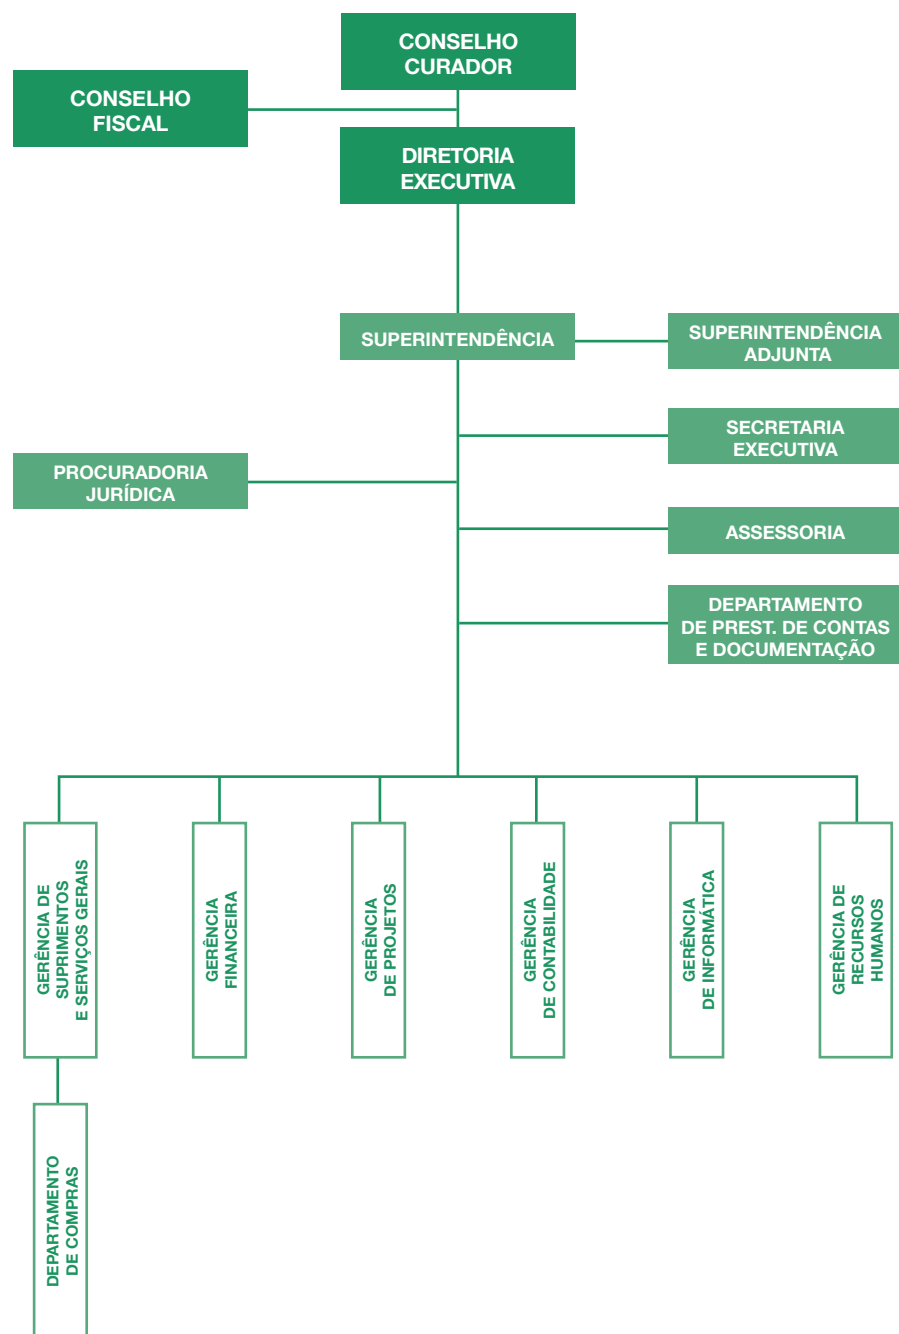 CONSELHO
CURADOR
CONSELHO
FISCAL
DIRETORIA
EXECUTIVA
SUPERINTENDÊNCIA
SUPERINTENDÊNCIA
ADJUNTA
SECRETARIA
EXECUTIVA
PROCURADORIA
JURÍDICA
ASSESSORIA
DEPARTAMENTO
DE PREST. DE CONTAS
E DOCUMENTAÇÃO
GERÊNCIA DE
SUPRIMENTOS
E SERVIÇOS GERAIS
GERÊNCIA
FINANCEIRA
GERÊNCIA
DE PROJETOS
GERÊNCIA
DE CONTABILIDADE
GERÊNCIA
DE INFORMÁTICA
GERÊNCIA DE
RECURSOS
HUMANOS
DEPARTAMENTO
DE COMPRAS